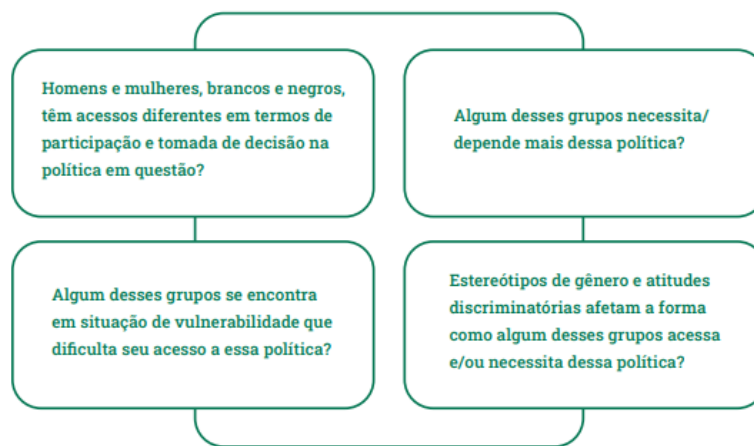 Homens e mulheres, brancos e negros,
têm acessos diferentes em termos de
participação e tomada de decisão na
política em questão?
Algum desses grupos necessita/
depende mais dessa política?
Algum desses grupos se encontra
em situação de vulnerabilidade que
dificulta seu acesso a essa política?
Estereótipos de gênero e atitudes
discriminatórias afetam a forma
como algum desses grupos acessa
e/ou necessita dessa política?